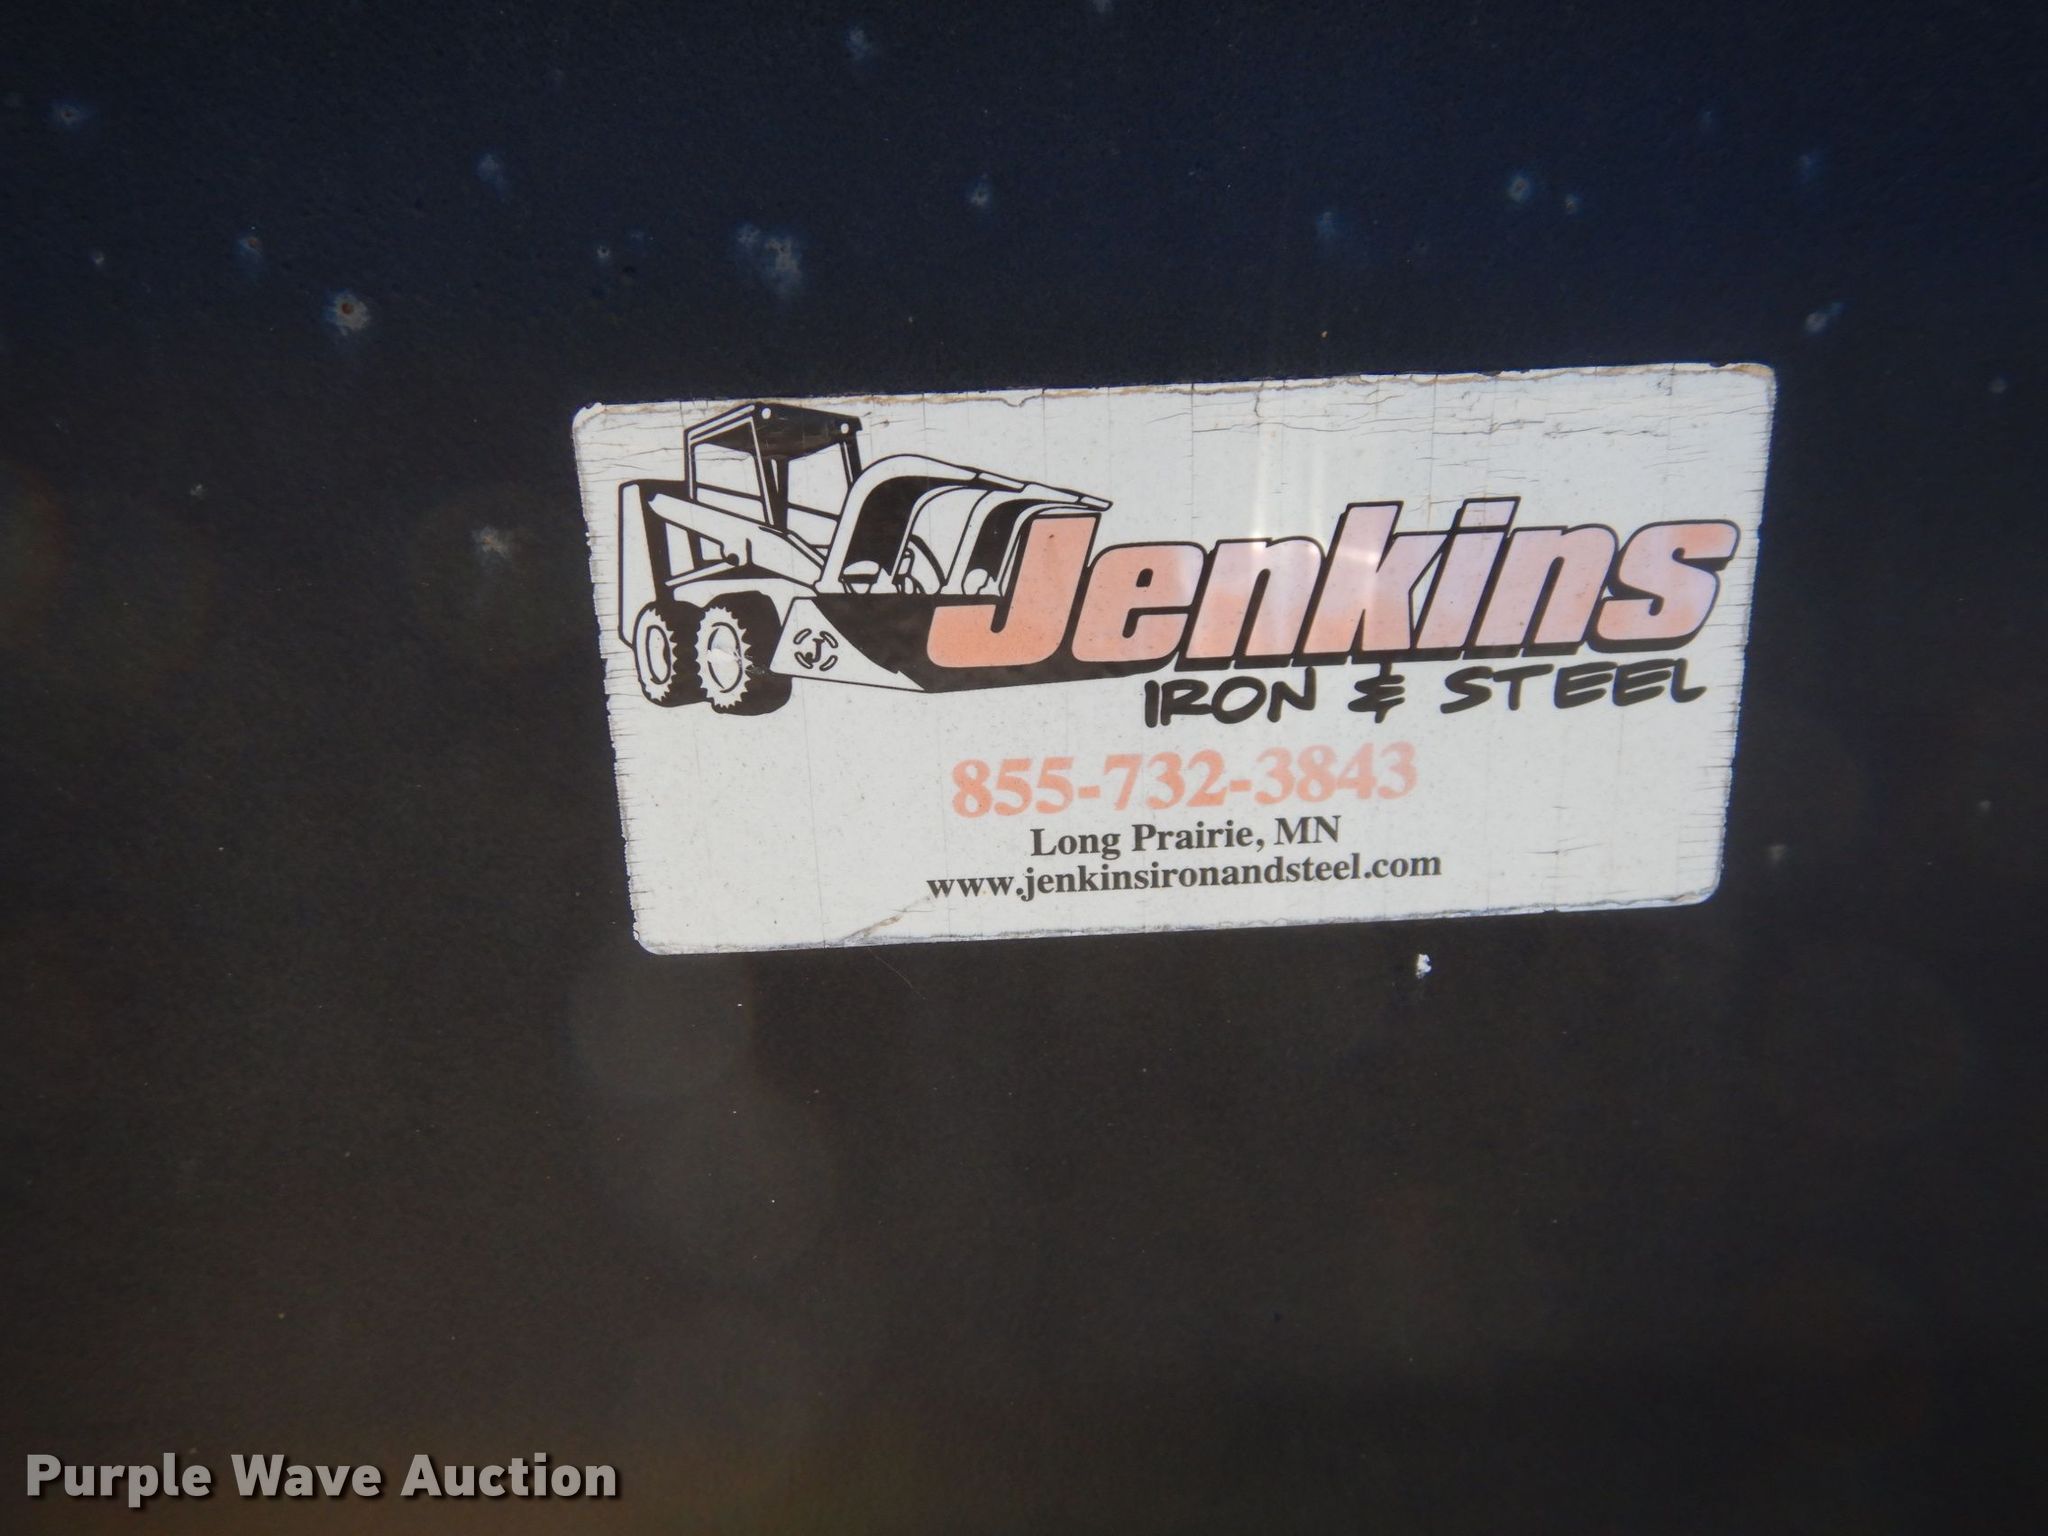 Jenkins
IRON & STEEL
855-732-3843
Long Prairie, MN
www.jenkinsironandsteel.com
J
Purple Wave Auction